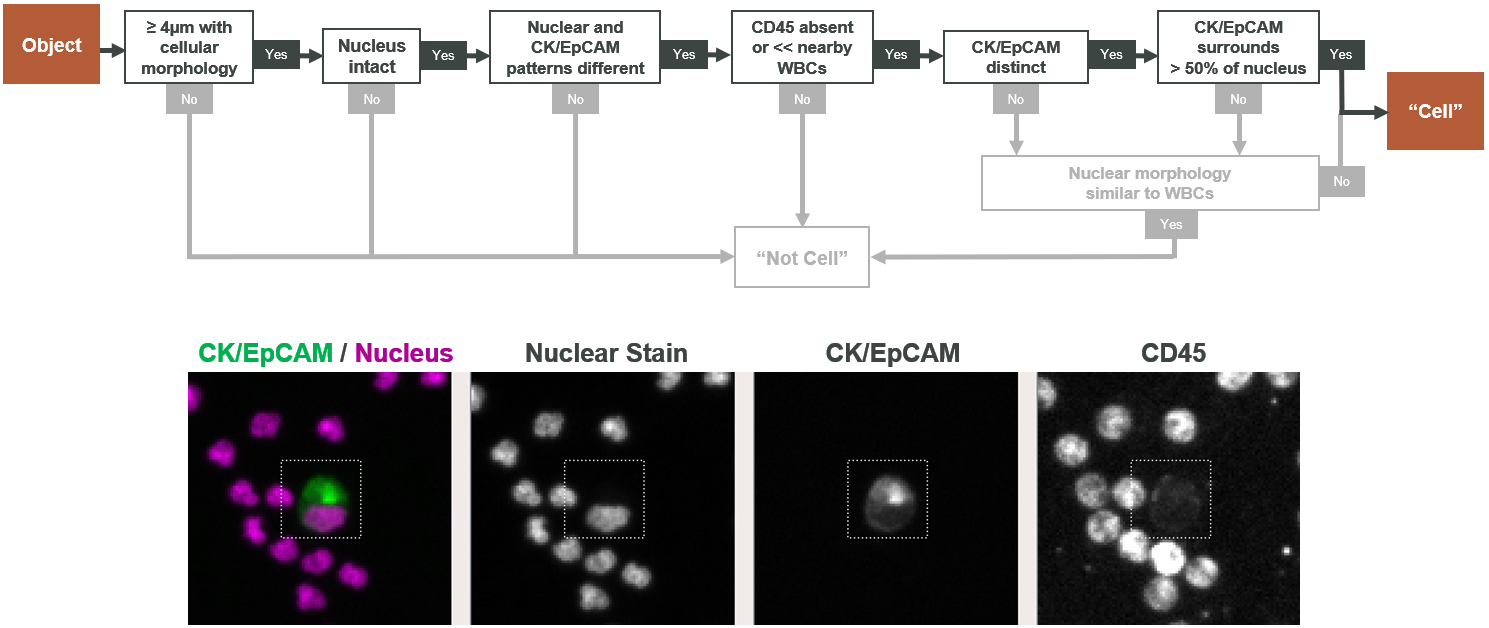 Object
≥ 4µm with
cellular
morphology
Yes
Nucleus
intact
Yes
Nuclear and
CK/EpCAM
patterns different
Yes
CD45 absent
or << nearby
WBCs
Yes
CK/EpCAM
distinct
Yes
CK/EpCAM
surrounds
> 50% of nucleus
Yes
No
No
No
No
No
No
“Cell”
Nuclear morphology
similar to WBCs
No
Yes
“Not Cell”
CK/EpCAM / Nucleus
Nuclear Stain
CK/EpCAM
CD45